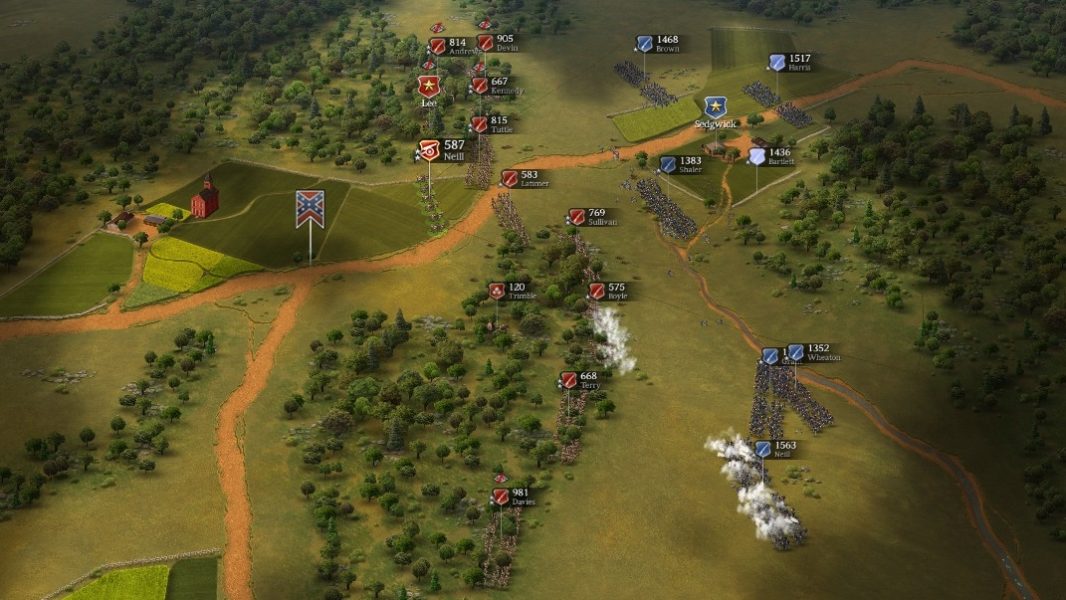 814
Andrews
905
Devin
1468
Brown
1517
Harris
667
Kennedy
Lee
815
Tuttle
Sedgwick
587
Neill
1383
Shaler
1436
Bartlett
583
Latimer
769
Sullivan
120
Trimble
575
Boyle
1352
Wheaton
668
Terry
1563
Neill
981
Davies